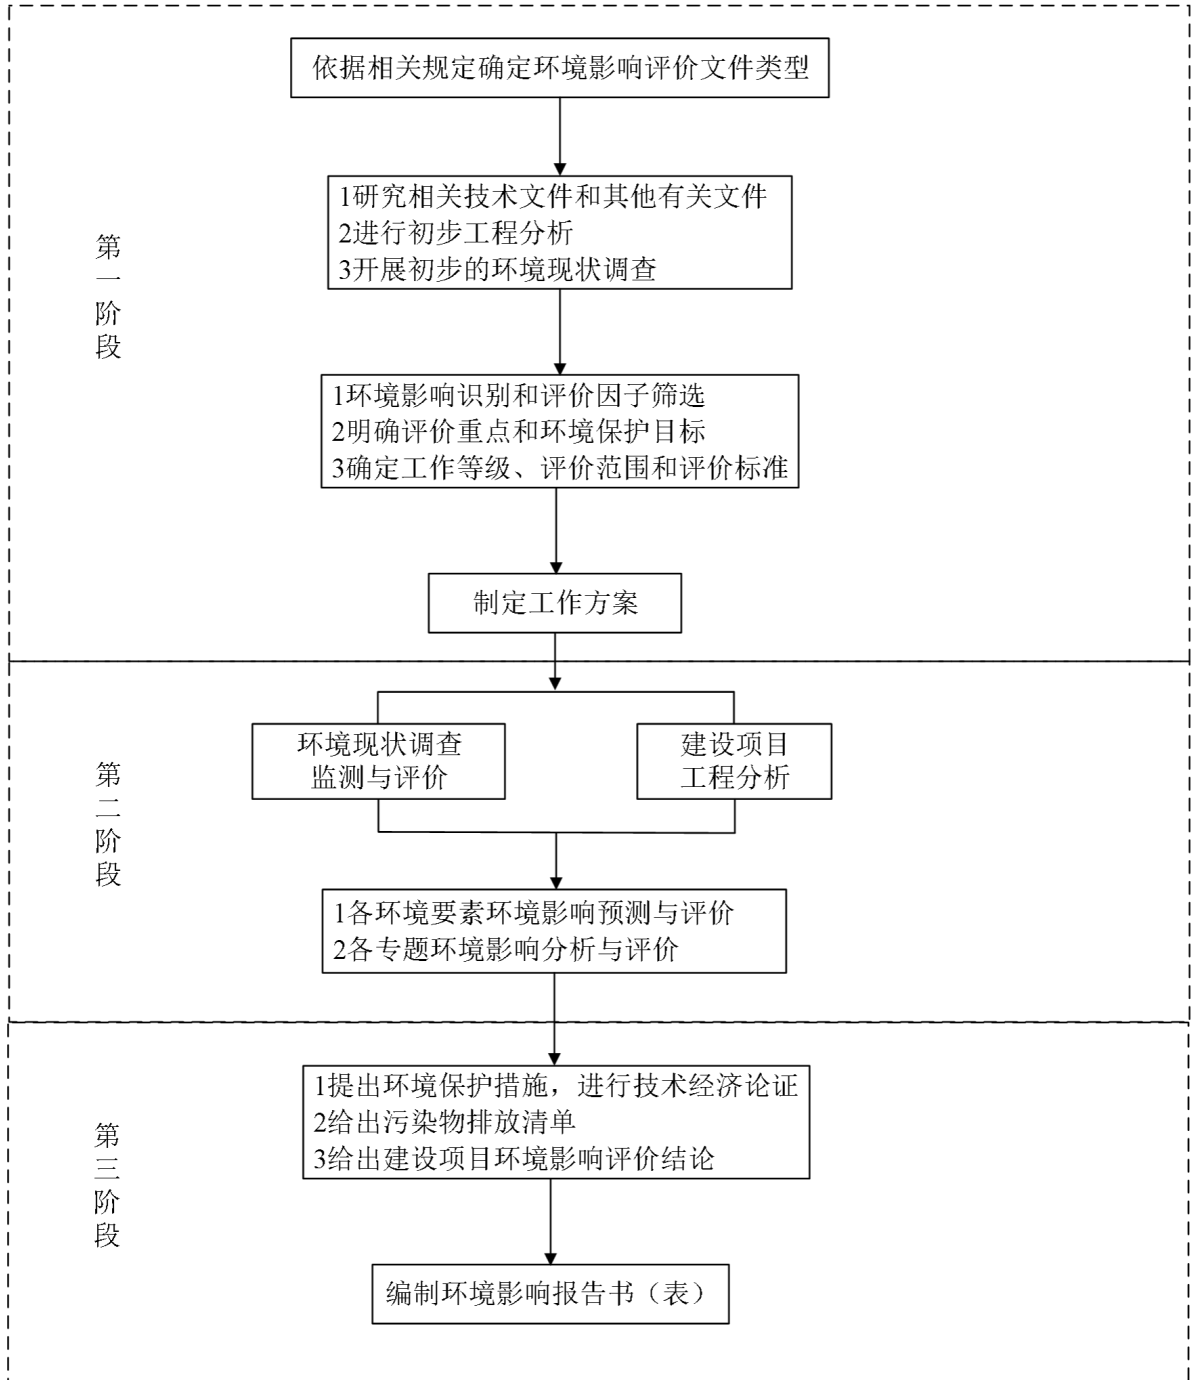 依据相关规定确定环境影响评价文件类型
1研究相关技术文件和其他有关文件
2进行初步工程分析
3开展初步的环境现状调查
第一阶段
1环境影响识别和评价因子筛选
2明确评价重点和环境保护目标
3确定工作等级、评价范围和评价标准
制定工作方案
环境现状调查
监测与评价
建设项目
工程分析
第二阶段
1各环境要素环境影响预测与评价
2各专题环境影响分析与评价
1提出环境保护措施，进行技术经济论证
2给出污染物排放清单
3给出建设项目环境影响评价结论
第三阶段
编制环境影响报告书（表）